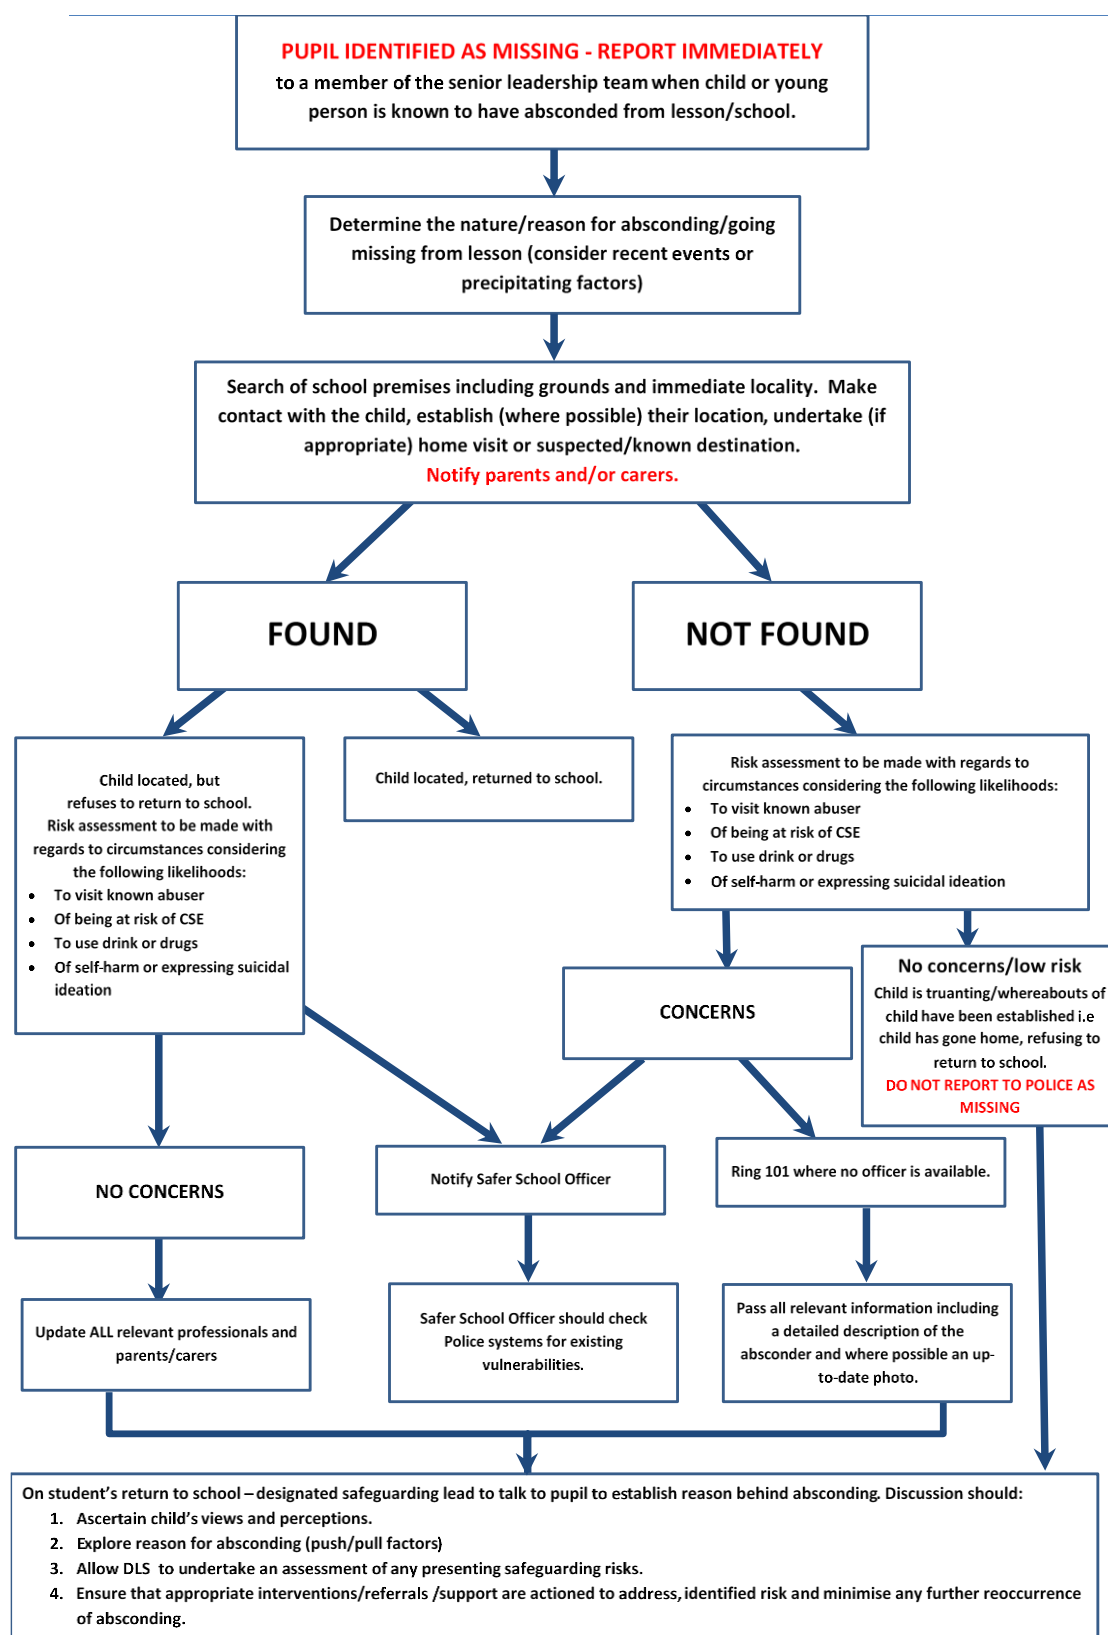 PUPIL IDENTIFIED AS MISSING - REPORT IMMEDIATELY
to a member of the senior leadership team when child or young
person is known to have absconded from lesson/school.
Determine the nature/reason for absconding/going
missing from lesson (consider recent events or
precipitating factors)
Search of school premises including grounds and immediate locality. Make
contact with the child, establish (where possible) their location, undertake (if
appropriate) home visit or suspected/known destination.
Notify parents and/or carers.
FOUND
NOT FOUND
Child located, but
refuses to return to school.
Risk assessment to be made with
regards to circumstances considering
the following likelihoods:
• To visit known abuser
• Of being at risk of CSE
• To use drink or drugs
• Of self-harm or expressing suicidal
ideation
Child located, returned to school.
Risk assessment to be made with regards to
circumstances considering the following likelihoods:
• To visit known abuser
• Of being at risk of CSE
• To use drink or drugs
• Of self-harm or expressing suicidal ideation
CONCERNS
No concerns/low risk
Child is truanting/whereabouts of
child have been established i.e
child has gone home, refusing to
return to school.
DO NOT REPORT TO POLICE AS
MISSING
NO CONCERNS
Notify Safer School Officer
Ring 101 where no officer is available.
Update ALL relevant professionals and
parents/carers
Safer School Officer should check
Police systems for existing
vulnerabilities.
Pass all relevant information including
a detailed description of the
absconder and where possible an up-
to-date photo.
On student's return to school – designated safeguarding lead to talk to pupil to establish reason behind absconding. Discussion should:
1. Ascertain child's views and perceptions.
2. Explore reason for absconding (push/pull factors)
3. Allow DLS to undertake an assessment of any presenting safeguarding risks.
4. Ensure that appropriate interventions/referrals /support are actioned to address, identified risk and minimise any further reoccurrence
of absconding.